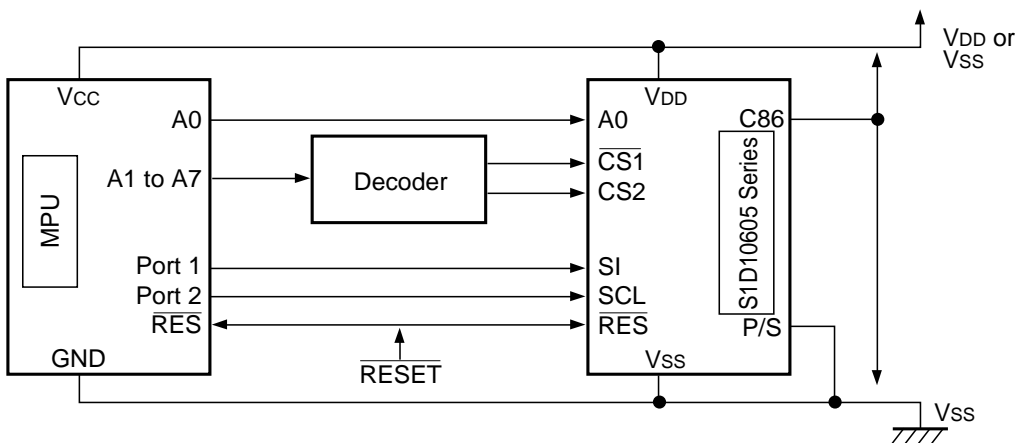 VDD or
VSS
VCC
VDD
A0
A0
C86
CS1
A1 to A7
Decoder
CS2
MPU
S1D10605 Series
Port 1
SI
Port 2
SCL
RES
RES
P/S
GND
RESET
VSS
VSS